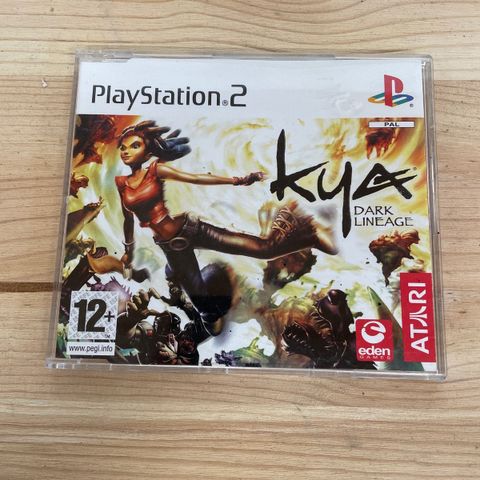 PlayStation®2
PAL
kya
DARK
LINEAGE
12+
www.pegi.info
eden
GAMES
ATARI